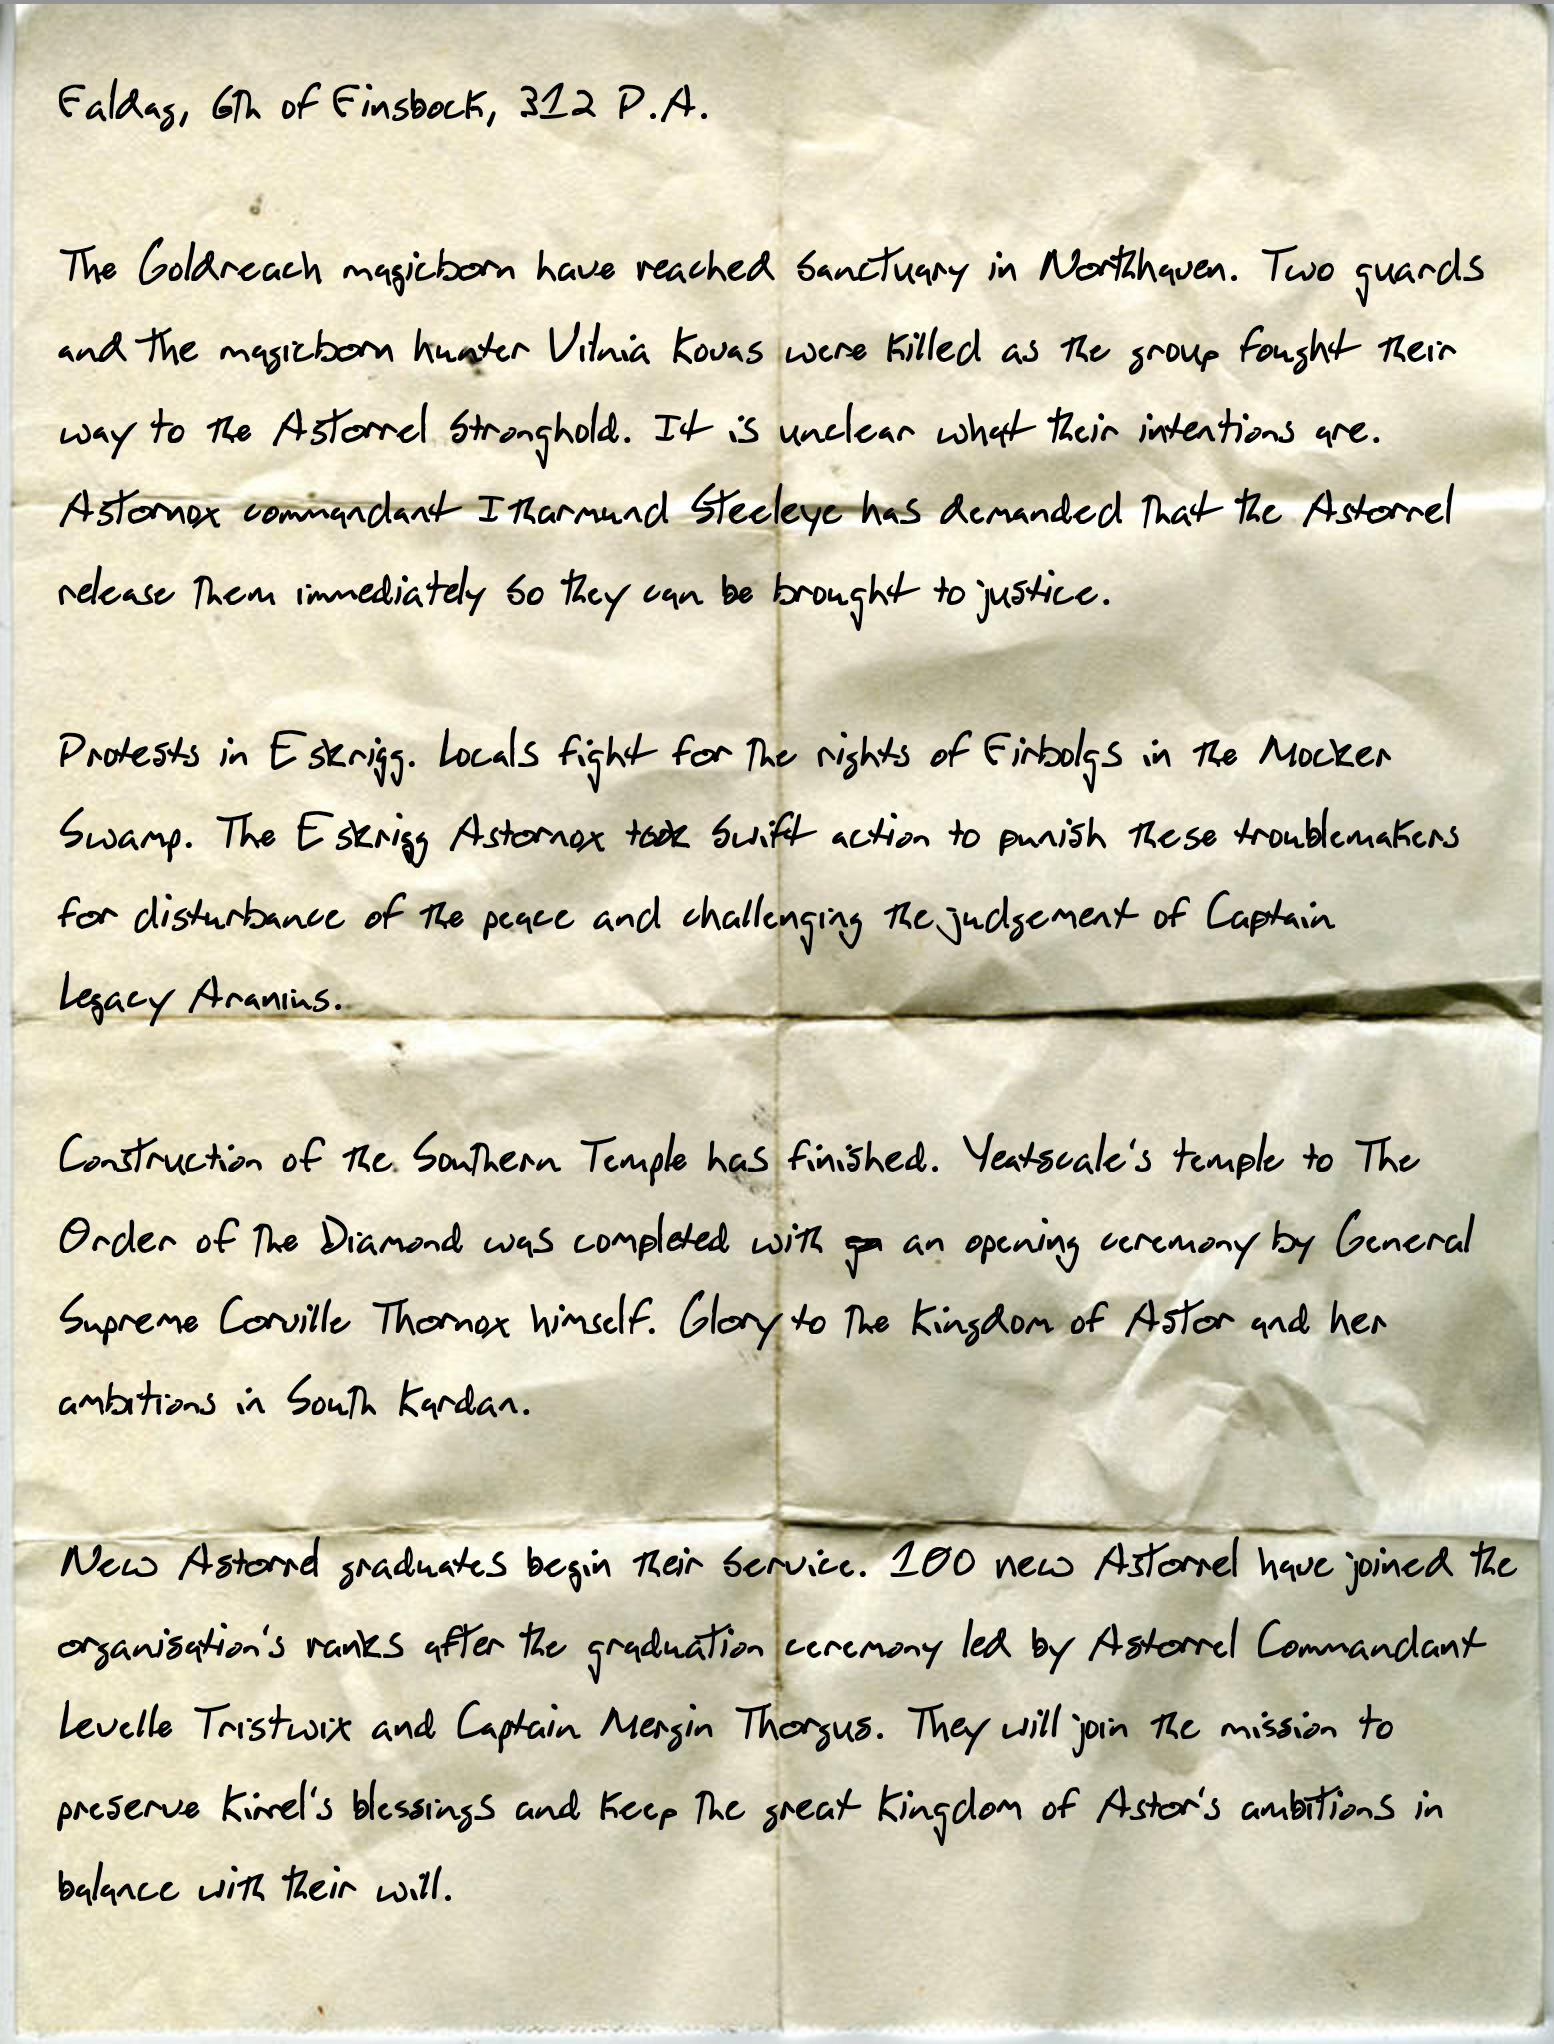 Faldag, 6th of Finsbock, 312 P.A.
The Goldreach magicborn have reached sanctuary in Northhaven. Two guards
and the magicborn hunter Vilnia Kovas were killed as the group fought their
way to the Astorrel stronghold. It is unclear what their intentions are.
Astornox commandant Itharmund Steeleye has demanded that the Astorrel
release them immediately so they can be brought to justice.
Protests in Eskrigg. Locals fight for the rights of Firbolgs in the Mocker
Swamp. The Eskrigg Astornox took swift action to punish these troublemakers
for disturbance of the peace and challenging the judgement of Captain
Legacy Aranius.
Construction of the Southern Temple has finished. Yeatscale's temple to The
Order of the Diamond was completed with an opening ceremony by General
Supreme Corville Thornox himself. Glory to the Kingdom of Astor and her
ambitions in South Kardan.
New Astorrel graduates begin their service. 100 new Astorrel have joined the
organisation's ranks after the graduation ceremony led by Astorrel Commandant
Levelle Tristwix and Captain Mergin Thorgus. They will join the mission to
preserve Kirrel's blessings and keep the great Kingdom of Astor's ambitions in
balance with their will.